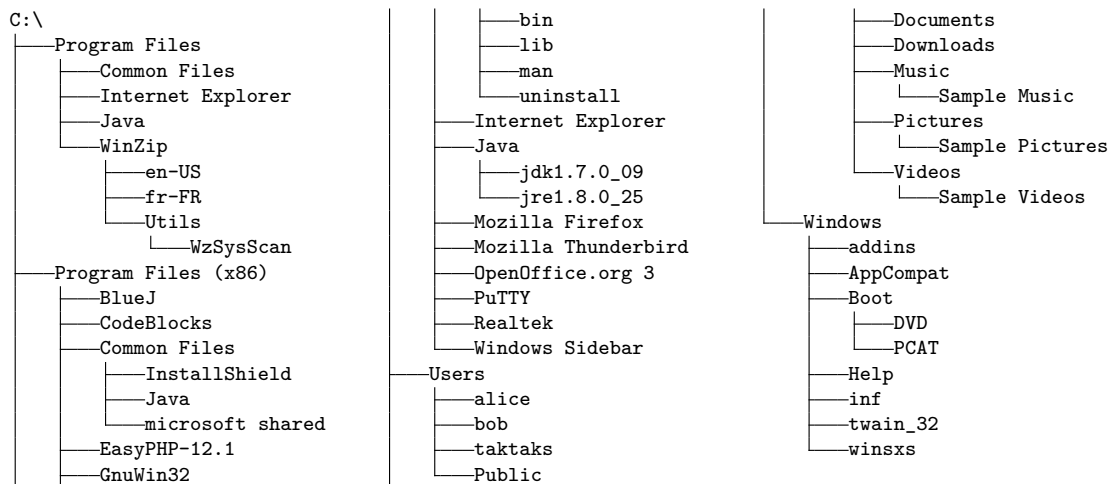 C:\
Program Files
Common Files
Internet Explorer
Java
WinZip
en-US
fr-FR
Utils
WzSysScan
Program Files (x86)
BlueJ
CodeBlocks
Common Files
InstallShield
Java
microsoft shared
EasyPHP-12.1
GnuWin32
bin
lib
man
uninstall
Internet Explorer
Java
jdk1.7.0_09
jre1.8.0_25
Mozilla Firefox
Mozilla Thunderbird
OpenOffice.org 3
PuTTY
Realtek
Windows Sidebar
Users
alice
bob
taktaks
Public
Documents
Downloads
Music
Sample Music
Pictures
Sample Pictures
Videos
Sample Videos
Windows
addins
AppCompat
Boot
DVD
PCAT
Help
inf
twain_32
winsxs